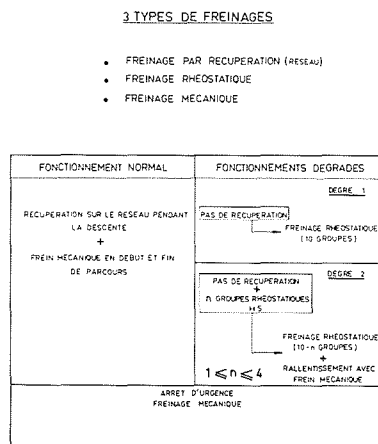 3 TYPES DE FREINAGES
• FREINAGE PAR RECUPERATION (RESEAU)
• FREINAGE RHEOSTATIQUE
• FREINAGE MECANIQUE
FONCTIONNEMENT NORMAL
RECUPERATION SUR LE RESEAU PENDANT
LA DESCENTE
+
FREIN MECANIQUE EN DEBUT ET FIN
DE PARCOURS
FONCTIONNEMENTS DEGRADES
DEGRE 1
PAS DE RECUPERATION
FREINAGE RHEOSTATIQUE
(10 GROUPES)
DEGRE 2
PAS DE RECUPERATION
+
n GROUPES RHEOSTATIQUES
H S
FREINAGE RHEOSTATIQUE
(10-n GROUPES)
+
RALLENTISSEMENT AVEC
FREIN MECANIQUE
1 ⩽ n ⩽ 4
ARRET D'URGENCE
FREINAGE MECANIQUE